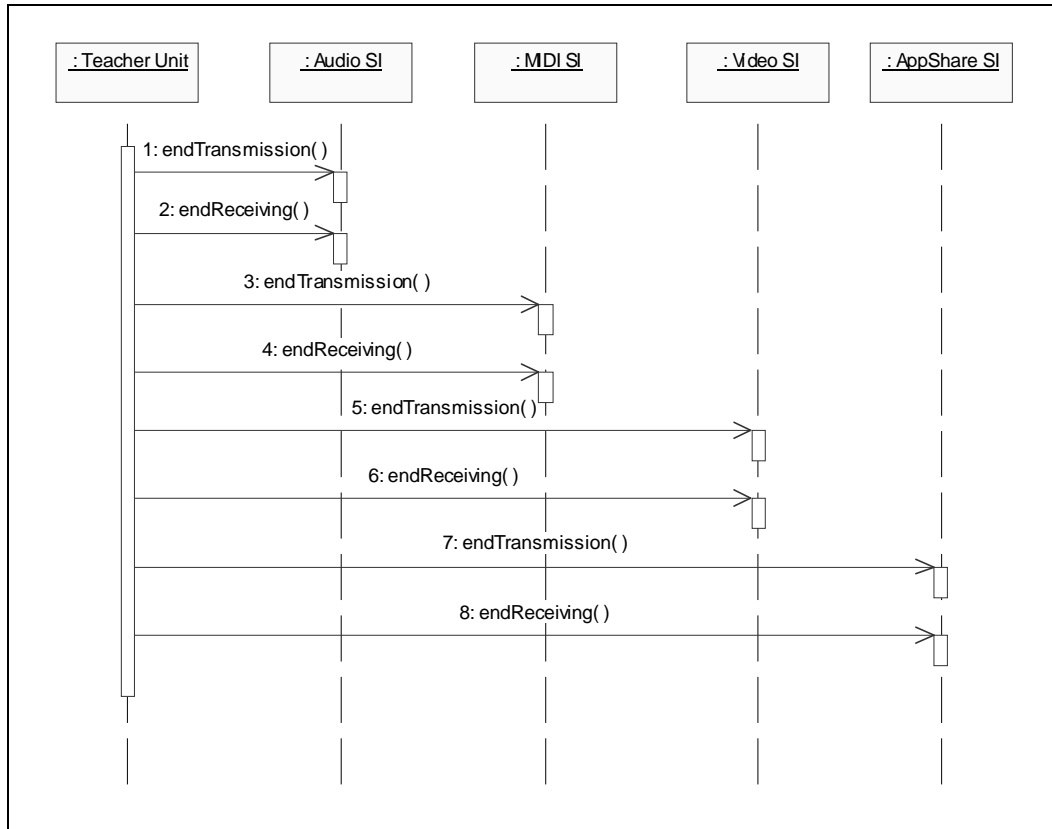 : Teacher Unit
: Audio SI
: MIDI SI
: Video SI
: AppShare SI
1: endTransmission( )
2: endReceiving( )
3: endTransmission( )
4: endReceiving( )
5: endTransmission( )
6: endReceiving( )
7: endTransmission( )
8: endReceiving( )